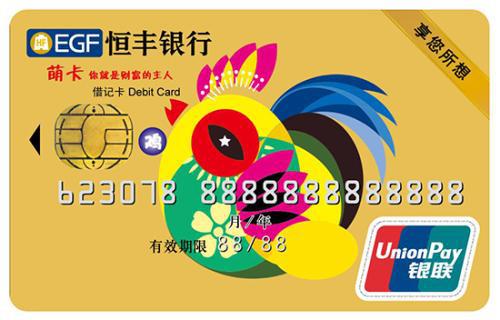 EGF 恒丰银行
享您所想
萌卡 你就是财富的主人
借记卡 Debit Card
鸡
623078 8888888888888
月/年
有效期限 88/88
UnionPay
银联